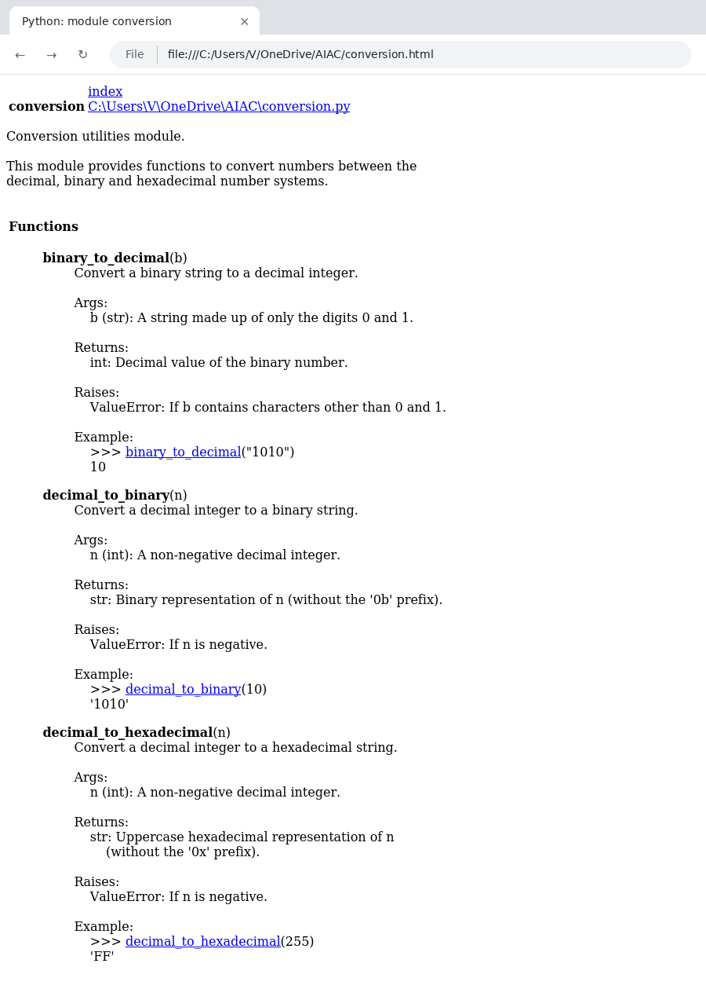 Python: module conversion
File file:///C:/Users/V/OneDrive/AIAC/conversion.html
index
conversion C:\Users\V\OneDrive\AIAC\conversion.py
Conversion utilities module.
This module provides functions to convert numbers between the
decimal, binary and hexadecimal number systems.
Functions
binary_to_decimal(b)
Convert a binary string to a decimal integer.
Args:
b (str): A string made up of only the digits 0 and 1.
Returns:
int: Decimal value of the binary number.
Raises:
ValueError: If b contains characters other than 0 and 1.
Example:
>>> binary_to_decimal("1010")
10
decimal_to_binary(n)
Convert a decimal integer to a binary string.
Args:
n (int): A non-negative decimal integer.
Returns:
str: Binary representation of n (without the '0b' prefix).
Raises:
ValueError: If n is negative.
Example:
>>> decimal_to_binary(10)
'1010'
decimal_to_hexadecimal(n)
Convert a decimal integer to a hexadecimal string.
Args:
n (int): A non-negative decimal integer.
Returns:
str: Uppercase hexadecimal representation of n
(without the '0x' prefix).
Raises:
ValueError: If n is negative.
Example:
>>> decimal_to_hexadecimal(255)
'FF'